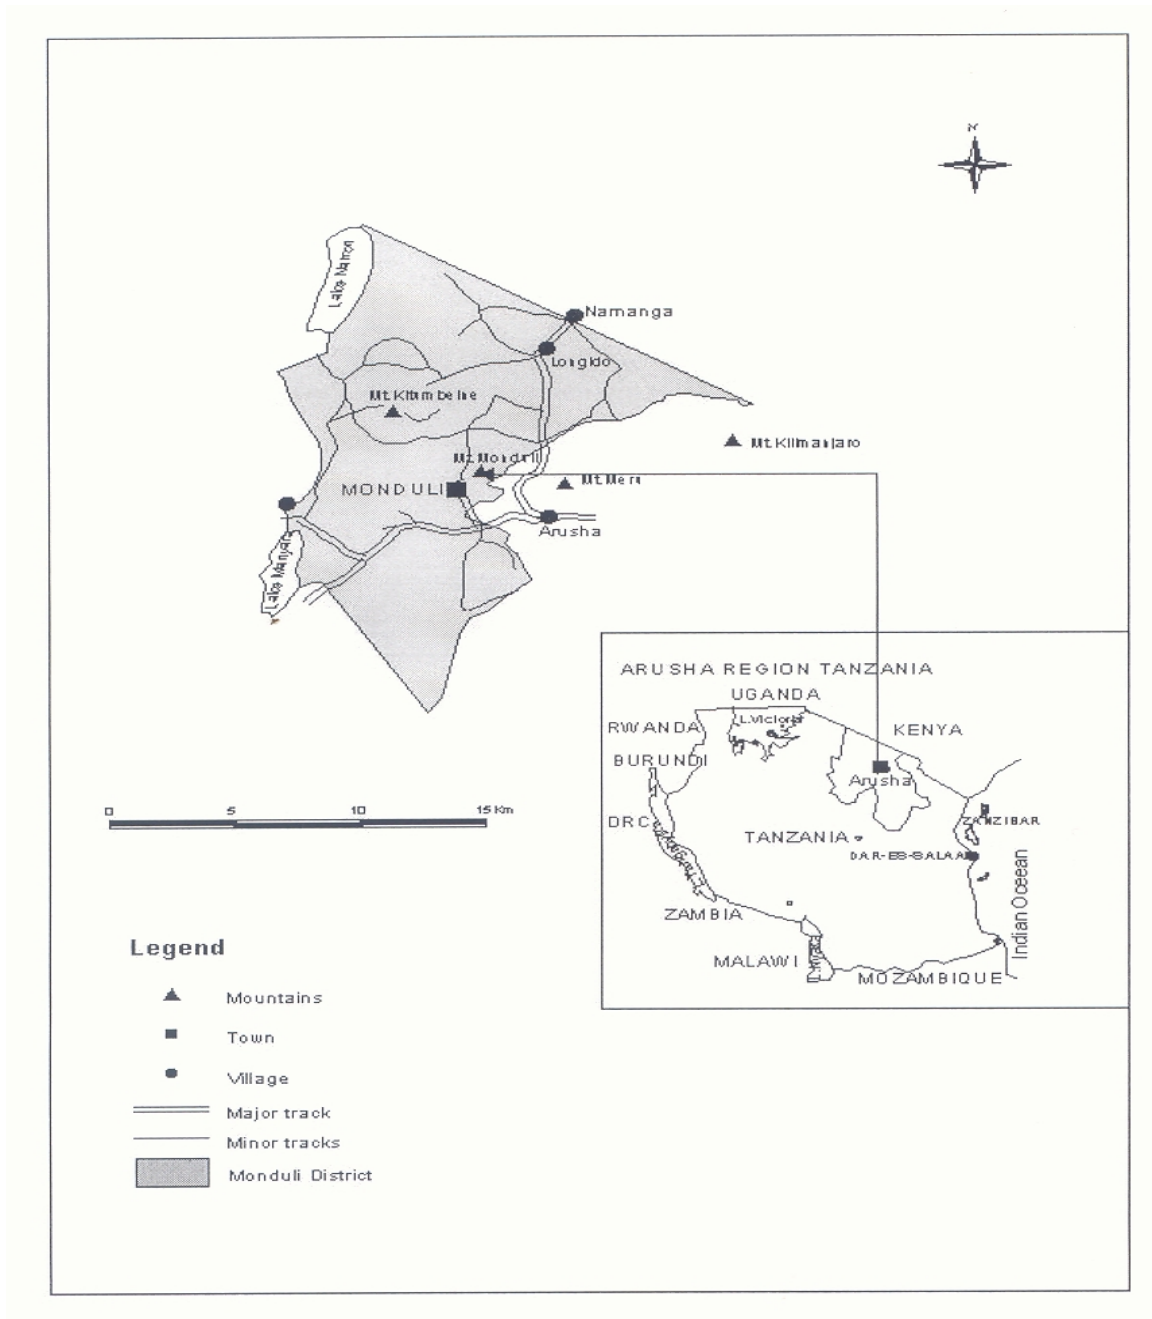 N
Lake Natron
Namanga
Longido
Mt.Kitumbeine
Mt.Kilimanjaro
Mt.Monduli
Mt.Meru
MONDULI
Arusha
Lake Manyara
ARUSHA REGION TANZANIA
UGANDA
L.Victoria
RWANDA
KENYA
BURUNDI
Arusha
0 5 10 15 Km
DRC
ZANZIBAR
TANZANIA
DAR-ES-SALAA
Indian Oceean
ZAMBIA
MALAWI
MOZAMBIQUE
Legend
Mountains
Town
Village
Major track
Minor tracks
Monduli District